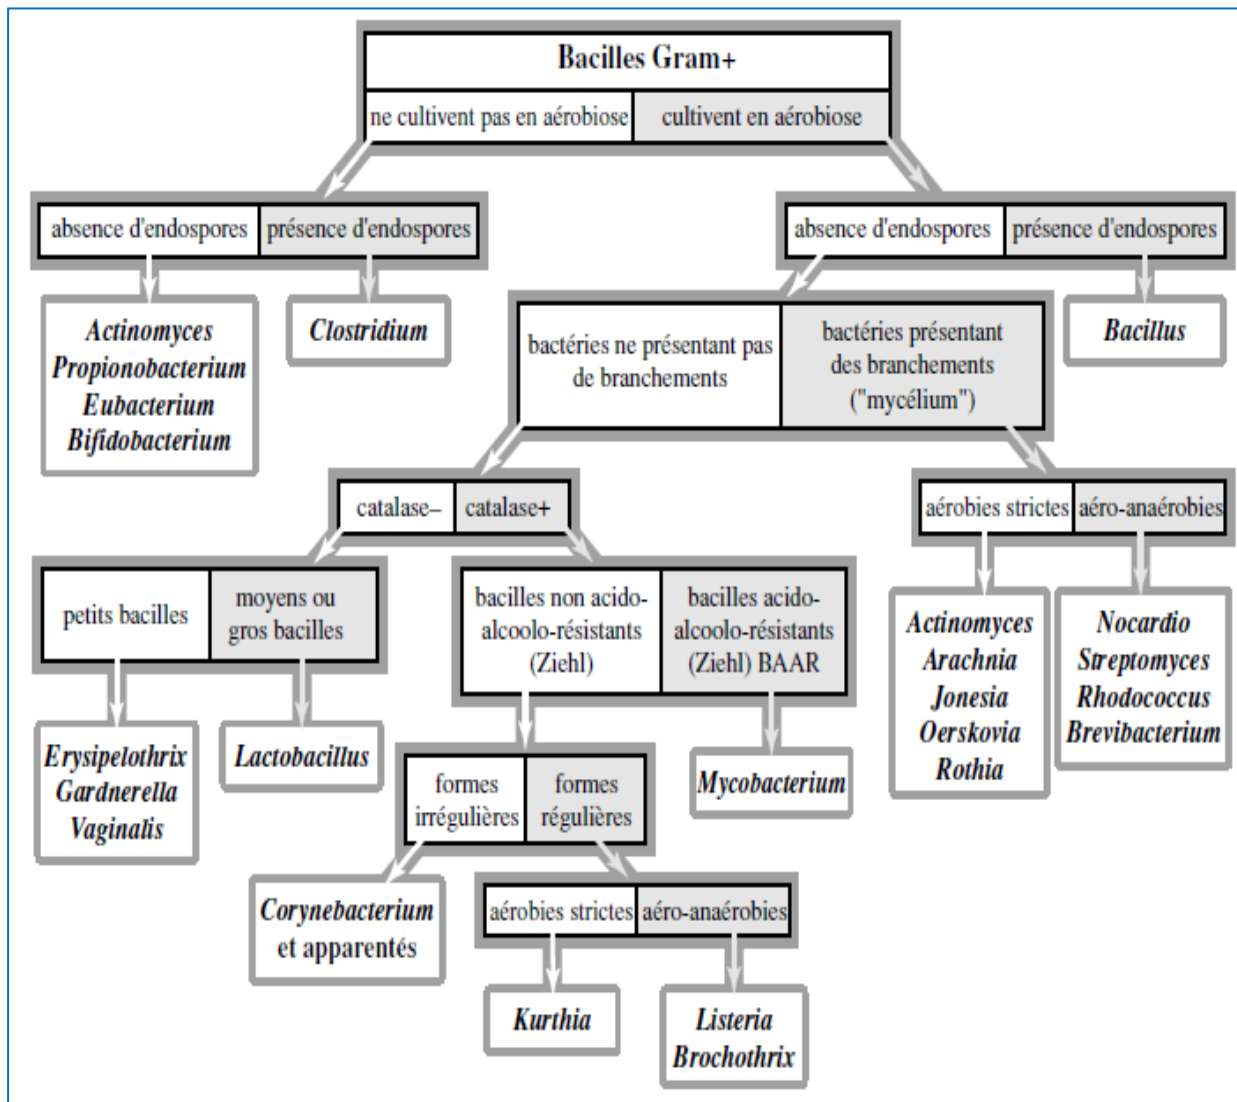 Bacilles Gram+
ne cultivent pas en aérobiose
cultivent en aérobiose
absence d'endospores
présence d'endospores
absence d'endospores
présence d'endospores
Actinomyces
Propionobacterium
Eubacterium
Bifidobacterium
Clostridium
bactéries ne présentant pas
de branchements
bactéries présentant
des branchements
("mycélium")
Bacillus
catalase–
catalase+
aérobies strictes
aéro-anaérobies
petits bacilles
moyens ou
gros bacilles
bacilles non acido-
alcoolo-résistants
(Ziehl)
bacilles acido-
alcoolo-résistants
(Ziehl) BAAR
Actinomyces
Arachnia
Jonesia
Oerskovia
Rothia
Nocardio
Streptomyces
Rhodococcus
Brevibacterium
Erysipelothrix
Gardnerella
Vaginalis
Lactobacillus
formes
irrégulières
formes
régulières
Mycobacterium
Corynebacterium
et apparentés
aérobies strictes
aéro-anaérobies
Kurthia
Listeria
Brochothrix